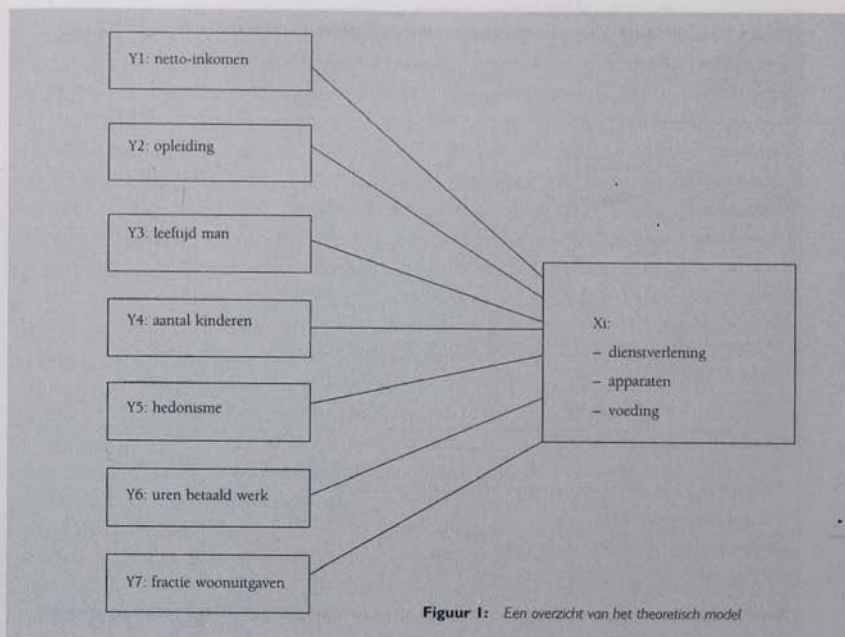 Y1: netto-inkomen
Y2: opleiding
Y3: leeftijd man
Y4: aantal kinderen
Y5: hedonisme
Y6: uren betaald werk
Y7: fractie woonuitgaven
Xi:
– dienstverlening
– apparaten
– voeding
Figuur 1: Een overzicht van het theoretisch model